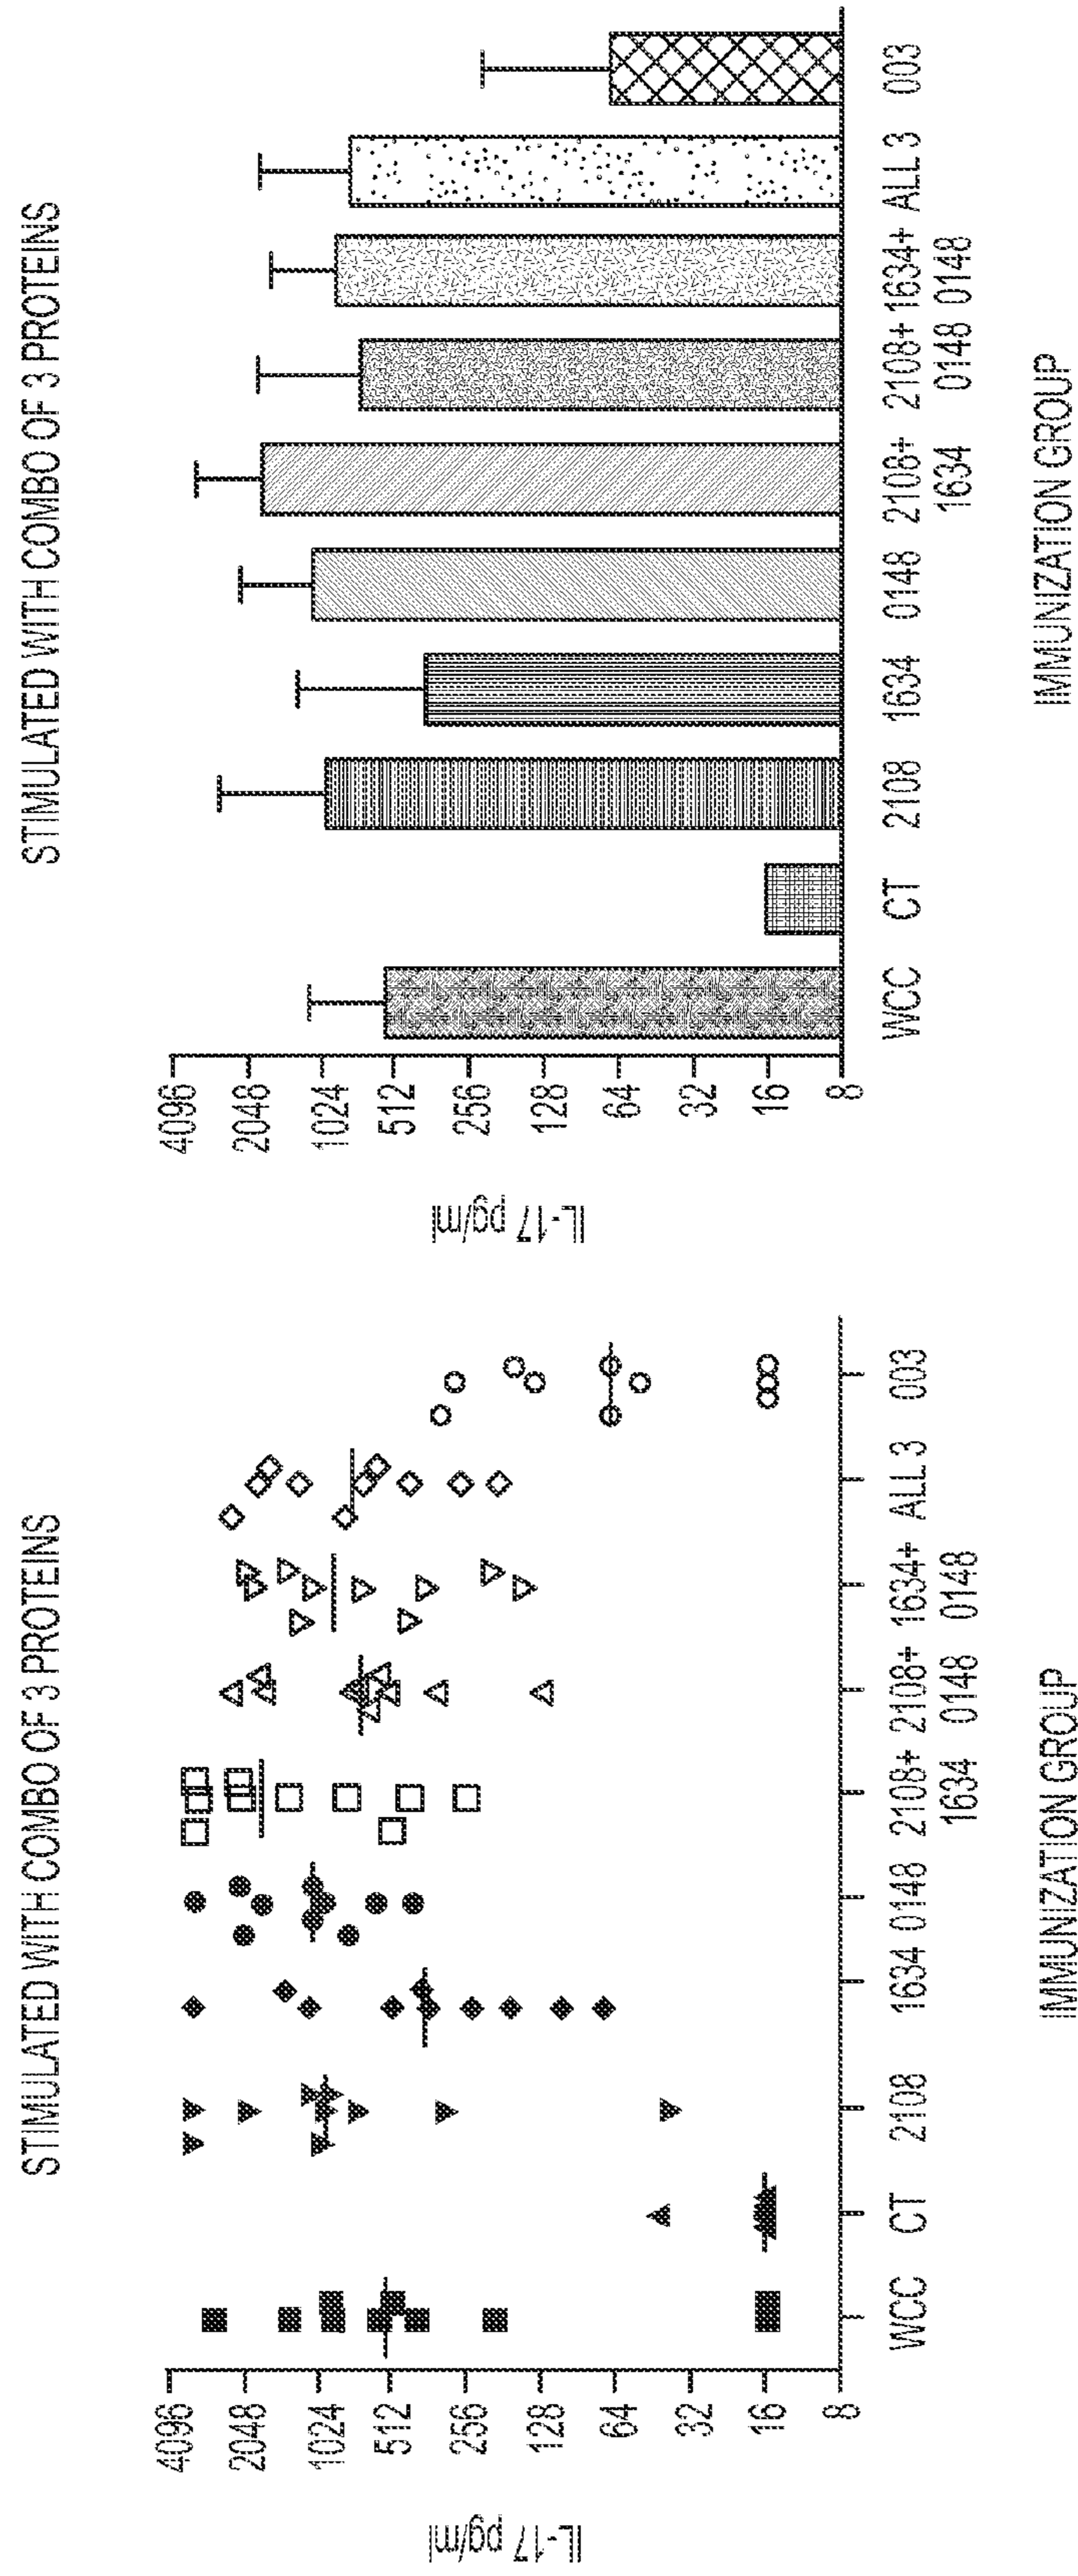 STIMULATED WITH COMBO OF 3 PROTEINS
IL-17 pg/ml
4096
2048
1024
512
256
128
64
32
16
8
WCC CT 2108 1634 0148 2108+ 2108+ 1634+ ALL 3 003
1634 0148 0148
IMMUNIZATION GROUP
STIMULATED WITH COMBO OF 3 PROTEINS
IL-17 pg/ml
4096
2048
1024
512
256
128
64
32
16
8
WCC CT 2108 1634 0148 2108+ 2108+ 1634+ ALL 3 003
1634 0148 0148
IMMUNIZATION GROUP